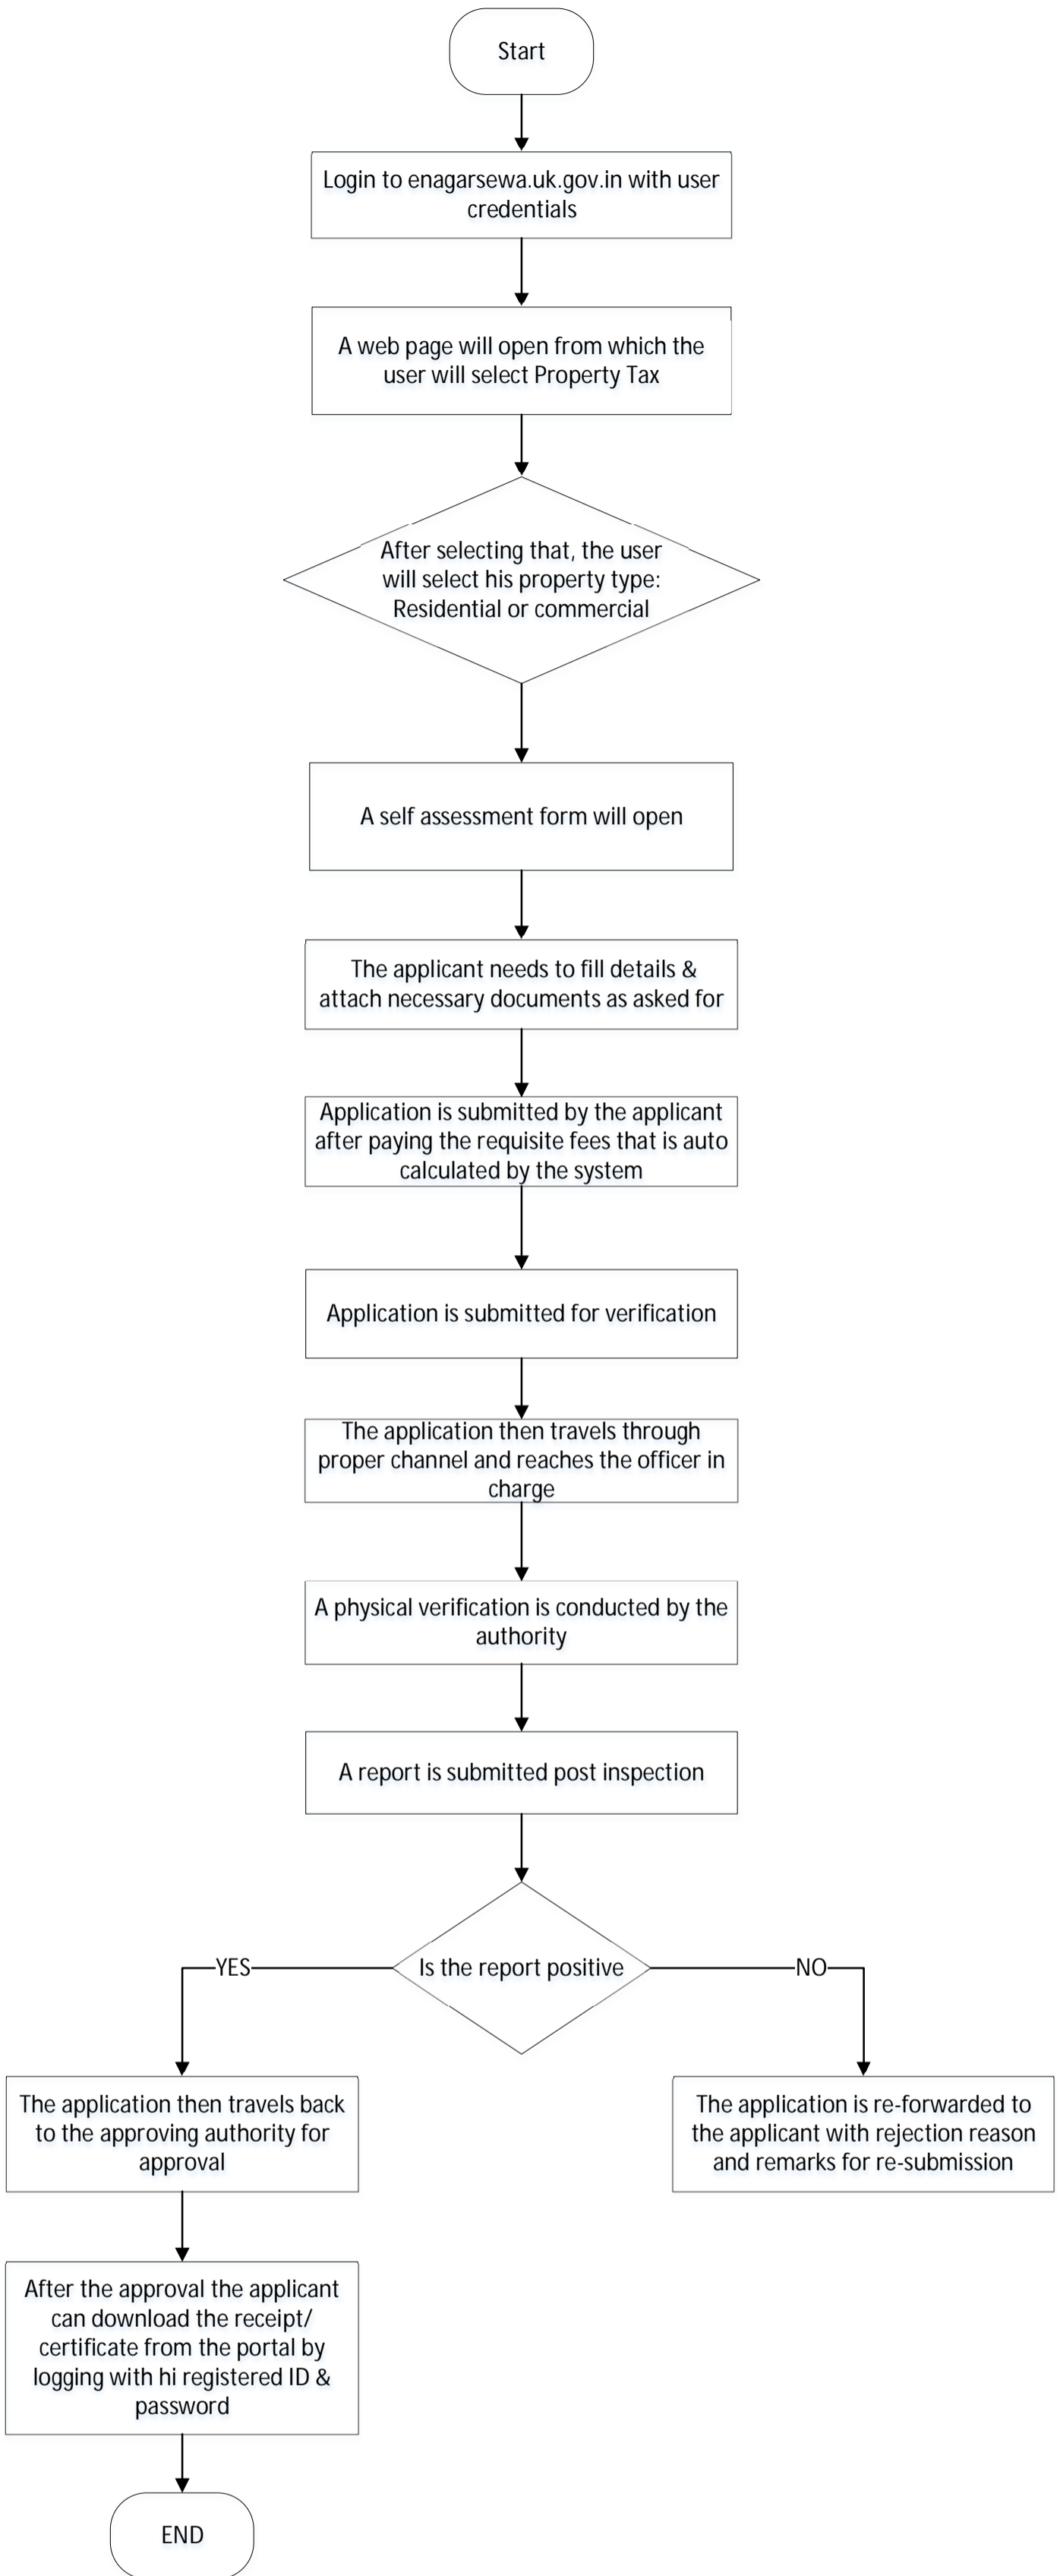 Start
Login to enagarsewa.uk.gov.in with user
credentials
A web page will open from which the
user will select Property Tax
After selecting that, the user
will select his property type:
Residential or commercial
A self assessment form will open
The applicant needs to fill details &
attach necessary documents as asked for
Application is submitted by the applicant
after paying the requisite fees that is auto
calculated by the system
Application is submitted for verification
The application then travels through
proper channel and reaches the officer in
charge
A physical verification is conducted by the
authority
A report is submitted post inspection
Is the report positive
YES
NO
The application then travels back
to the approving authority for
approval
The application is re-forwarded to
the applicant with rejection reason
and remarks for re-submission
After the approval the applicant
can download the receipt/
certificate from the portal by
logging with hi registered ID &
password
END